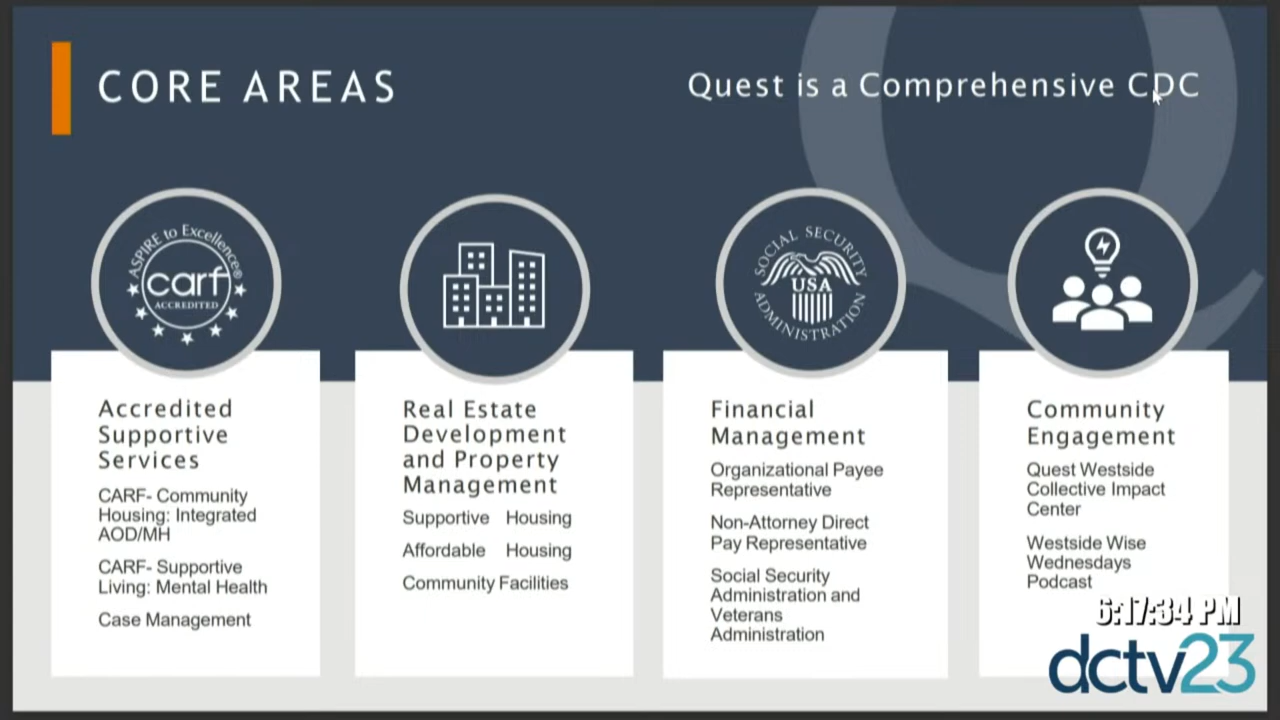 CORE AREAS
Quest is a Comprehensive CDC
ASPIRE to Excellence®
carf
ACCREDITED
SOCIAL SECURITY
USA
ADMINISTRATION
Accredited
Supportive
Services
CARF- Community
Housing: Integrated
AOD/MH
CARF- Supportive
Living: Mental Health
Case Management
Real Estate
Development
and Property
Management
Supportive Housing
Affordable Housing
Community Facilities
Financial
Management
Organizational Payee
Representative
Non-Attorney Direct
Pay Representative
Social Security
Administration and
Veterans
Administration
Community
Engagement
Quest Westside
Collective Impact
Center
Westside Wise
Wednesdays
Podcast
6:17:34 PM
dctv23